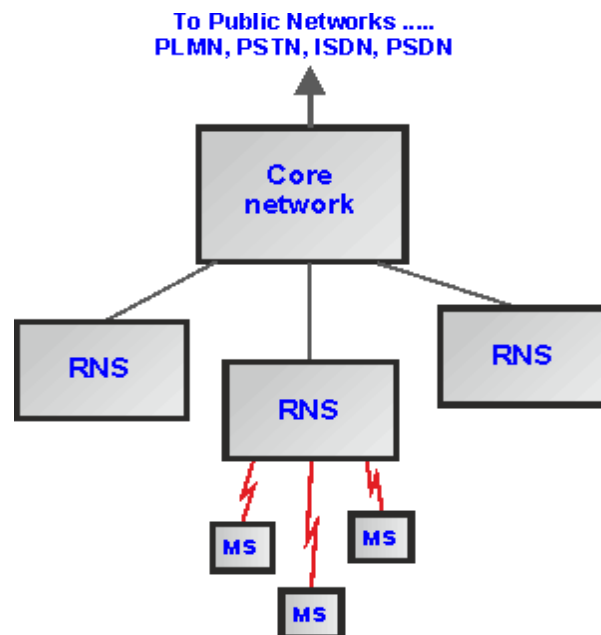 To Public Networks .....
PLMN, PSTN, ISDN, PSDN
Core
network
RNS
RNS
RNS
MS
MS
MS